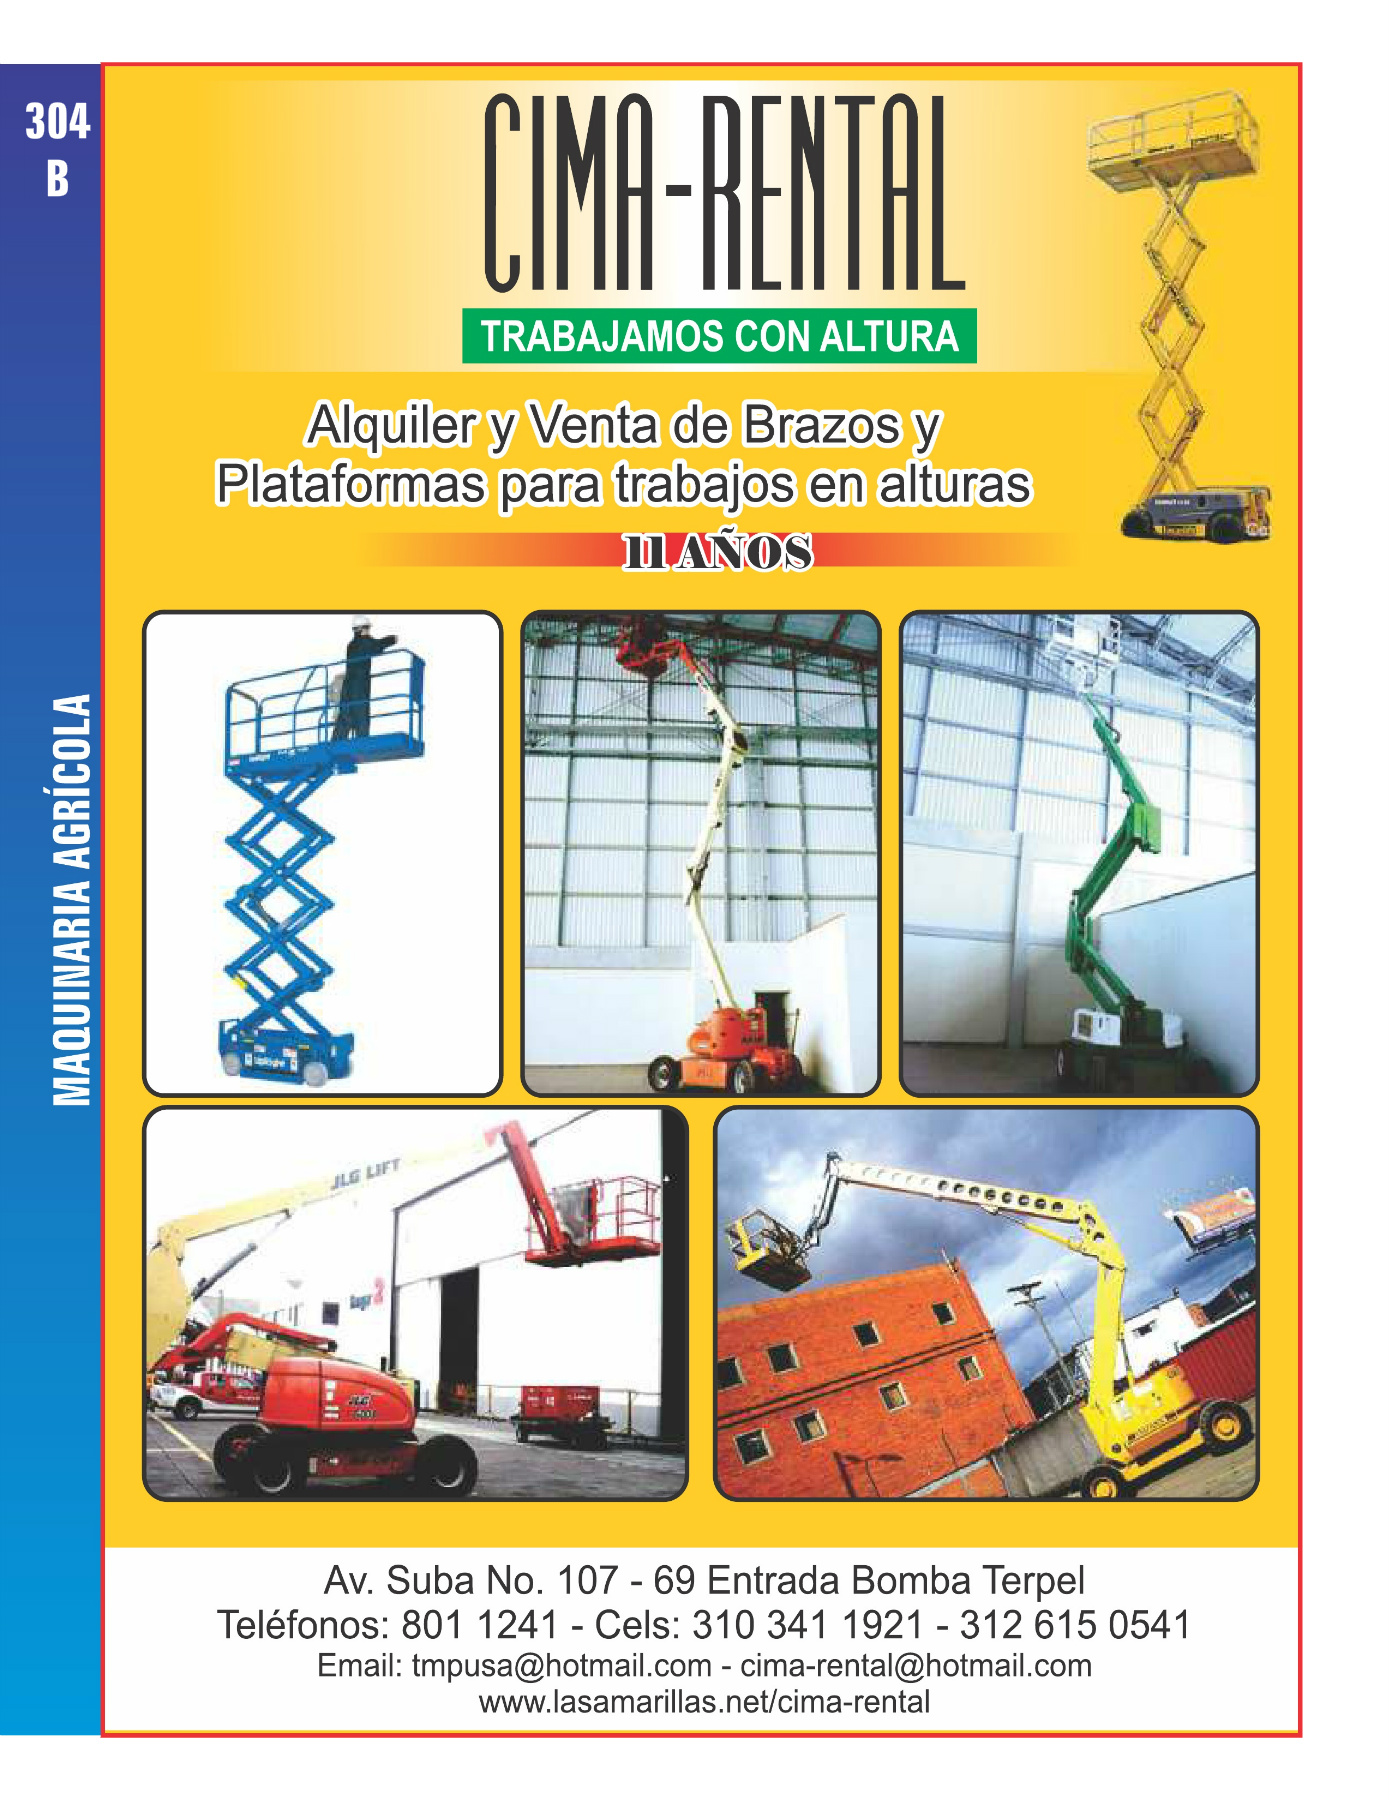 304
B
MAQUINARIA AGRÍCOLA
CIMA-RENTAL
TRABAJAMOS CON ALTURA
Alquiler y Venta de Brazos y
Plataformas para trabajos en alturas
11 AÑOS
JLG LIFT
2
JLG
Av. Suba No. 107 - 69 Entrada Bomba Terpel
Teléfonos: 801 1241 - Cels: 310 341 1921 - 312 615 0541
Email: tmpusa@hotmail.com - cima-rental@hotmail.com
www.lasamarillas.net/cima-rental